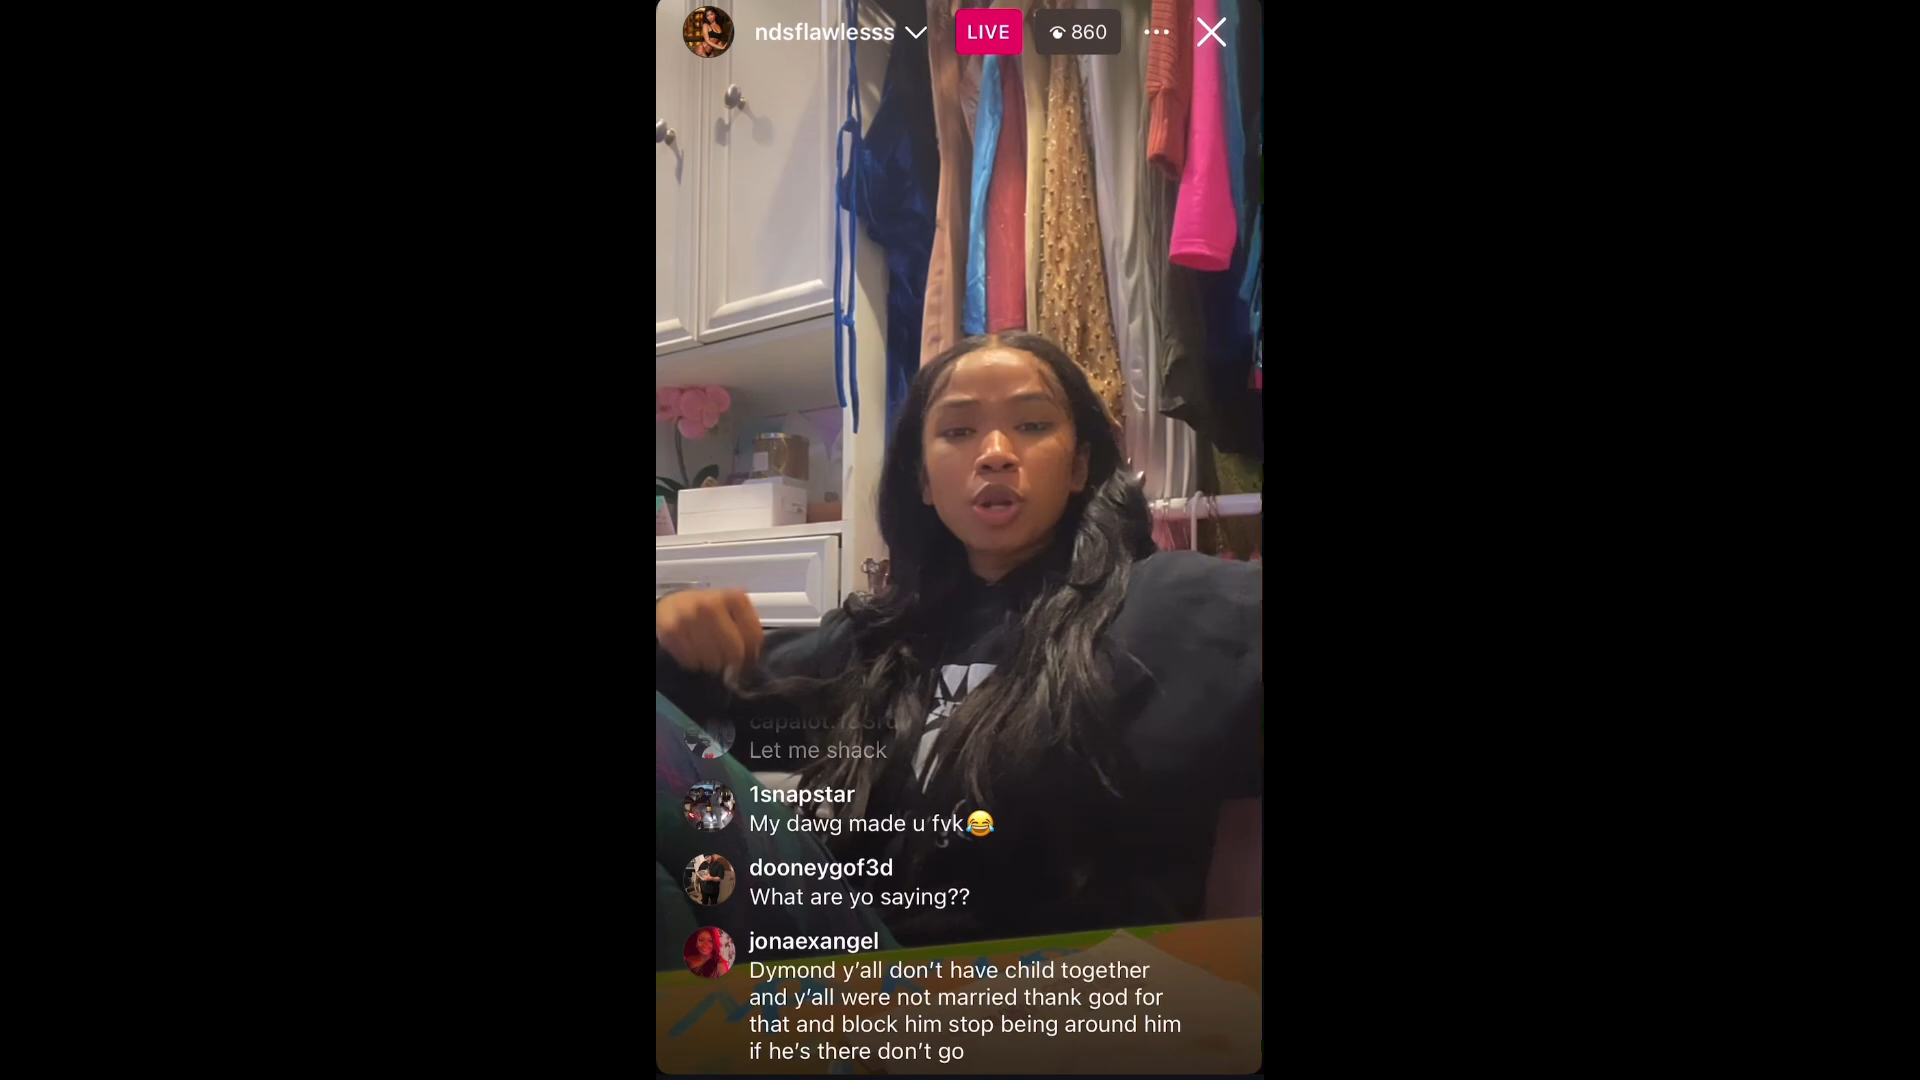 ndsflawlesss
LIVE
860
Let me shack
1snapstar
My dawg made u fvk😂
dooneygof3d
What are yo saying??
jonaexangel
Dymond y’all don’t have child together
and y’all were not married thank god for
that and block him stop being around him
if he’s there don’t go